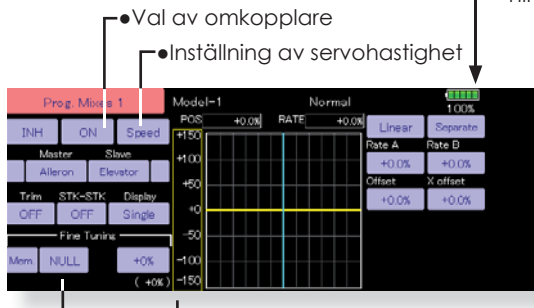 ●Val av omkopplare
●Inställning av servohastighet
Prog. Mixes 1
Model-1
Normal
100%
INH
ON
Speed
POS
+0.0%
RATE
+0.0%
Linear
Separate
Master
Slave
Aileron
Elevator
Rate A
Rate B
+0.0%
+0.0%
Offset
X offset
+0.0%
+0.0%
Trim
STK-STK
Display
OFF
OFF
Single
Fine Tuning
Mem
NULL
+0%
( +0%)
+150
+100
+50
+0
-50
-100
-150